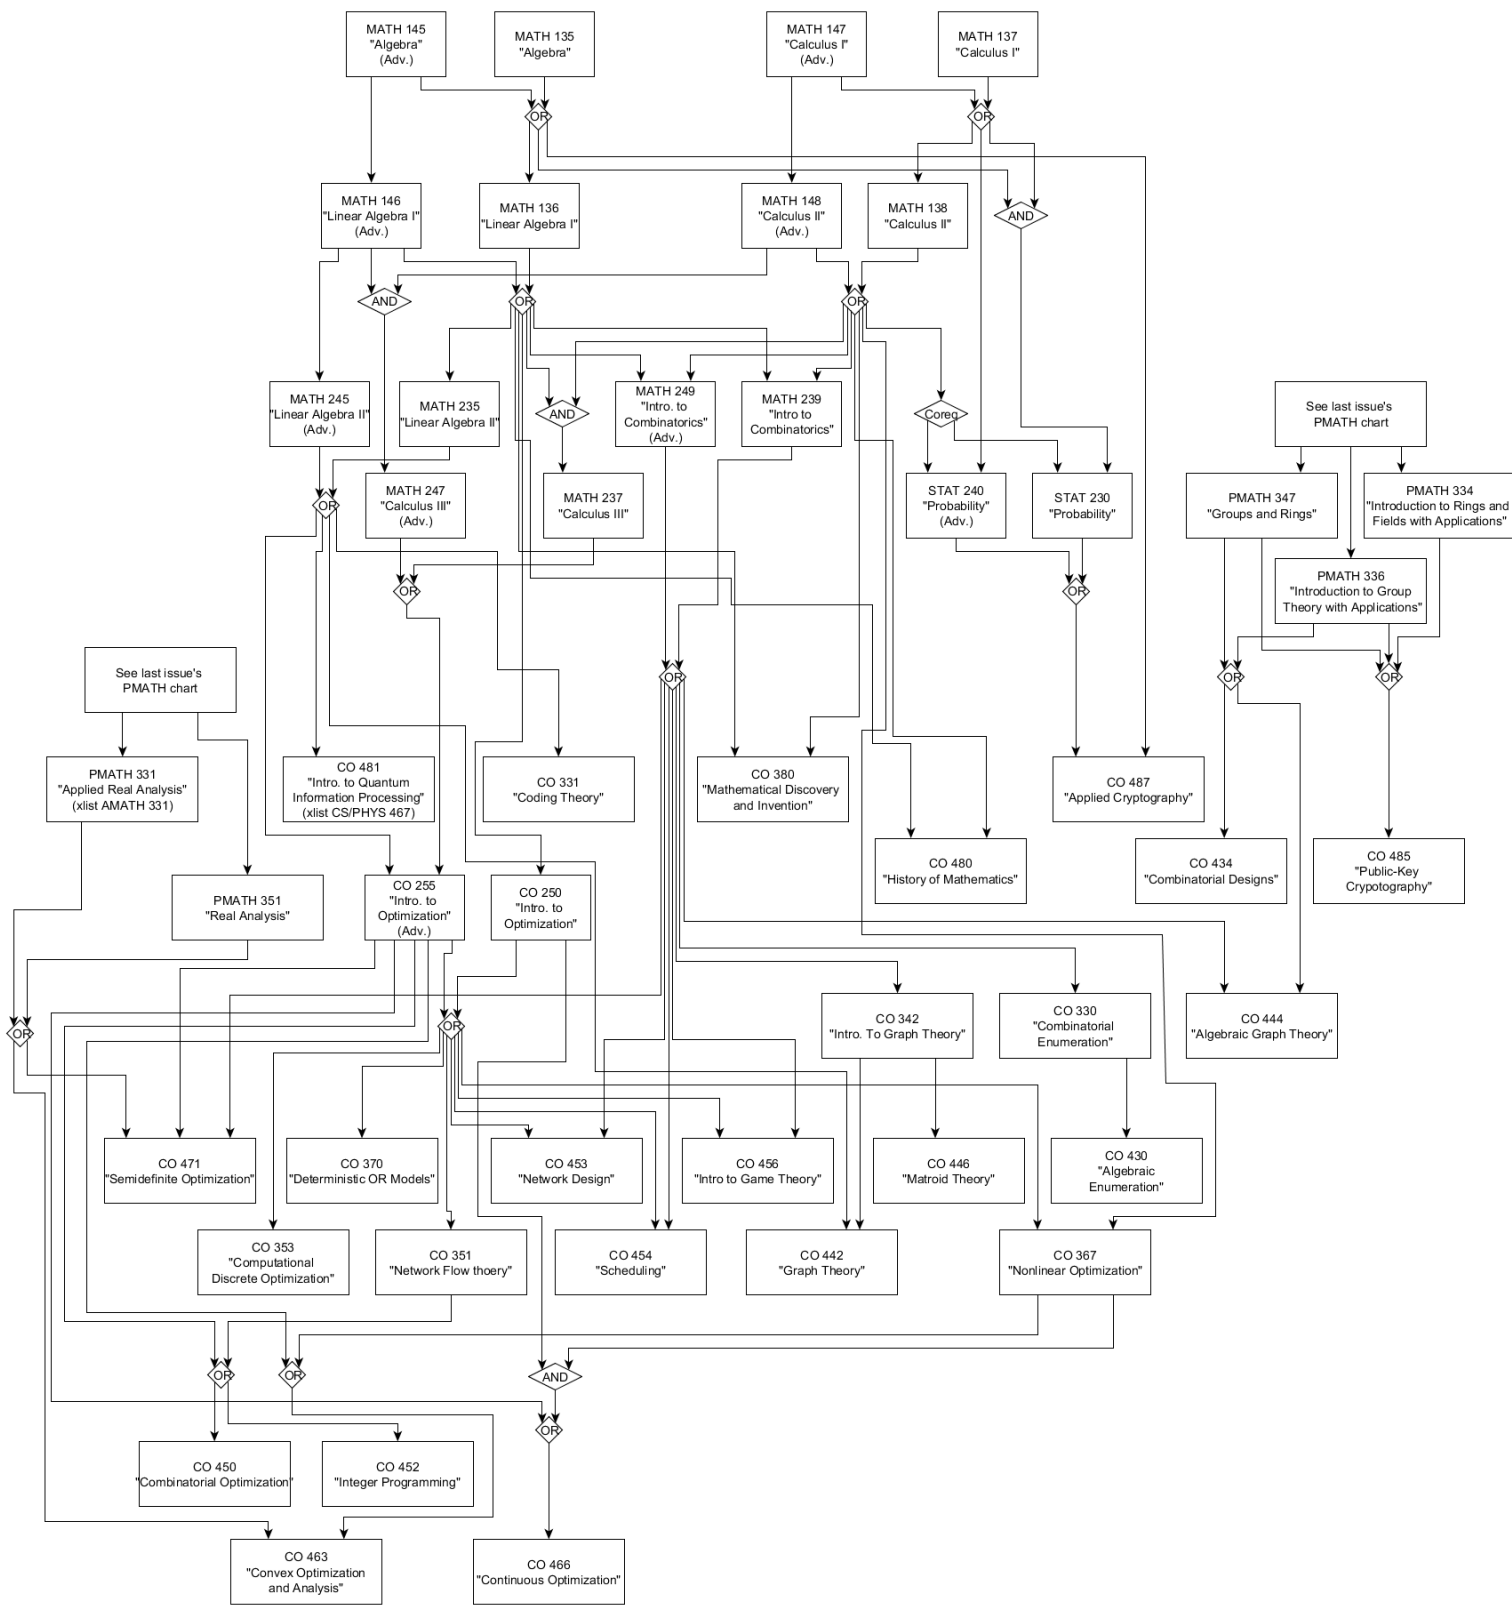 MATH 145
"Algebra"
(Adv.)
MATH 135
"Algebra"
MATH 147
"Calculus I"
(Adv.)
MATH 137
"Calculus I"
OR
OR
MATH 146
"Linear Algebra I"
(Adv.)
MATH 136
"Linear Algebra I"
MATH 148
"Calculus II"
(Adv.)
MATH 138
"Calculus II"
AND
AND
OR
OR
MATH 245
"Linear Algebra II"
(Adv.)
MATH 235
"Linear Algebra II"
AND
MATH 249
"Intro. to
Combinatorics"
(Adv.)
MATH 239
"Intro to
Combinatorics"
Coreq
See last issue's
PMATH chart
OR
MATH 247
"Calculus III"
(Adv.)
MATH 237
"Calculus III"
STAT 240
"Probability"
(Adv.)
STAT 230
"Probability"
PMATH 347
"Groups and Rings"
PMATH 334
"Introduction to Rings and
Fields with Applications"
OR
OR
PMATH 336
"Introduction to Group
Theory with Applications"
See last issue's
PMATH chart
OR
OR
OR
PMATH 331
"Applied Real Analysis"
(xlist AMATH 331)
CO 481
"Intro. to Quantum
Information Processing"
(xlist CS/PHYS 467)
CO 331
"Coding Theory"
CO 380
"Mathematical Discovery
and Invention"
CO 487
"Applied Cryptography"
PMATH 351
"Real Analysis"
CO 255
"Intro. to
Optimization"
(Adv.)
CO 250
"Intro. to
Optimization"
CO 480
"History of Mathematics"
CO 434
"Combinatorial Designs"
CO 485
"Public-Key
Crypotography"
OR
OR
CO 342
"Intro. To Graph Theory"
CO 330
"Combinatorial
Enumeration"
CO 444
"Algebraic Graph Theory"
CO 471
"Semidefinite Optimization"
CO 370
"Deterministic OR Models"
CO 453
"Network Design"
CO 456
"Intro to Game Theory"
CO 446
"Matroid Theory"
CO 430
"Algebraic
Enumeration"
CO 353
"Computational
Discrete Optimization"
CO 351
"Network Flow thoery"
CO 454
"Scheduling"
CO 442
"Graph Theory"
CO 367
"Nonlinear Optimization"
OR
OR
AND
OR
CO 450
"Combinatorial Optimization"
CO 452
"Integer Programming"
CO 463
"Convex Optimization
and Analysis"
CO 466
"Continuous Optimization"